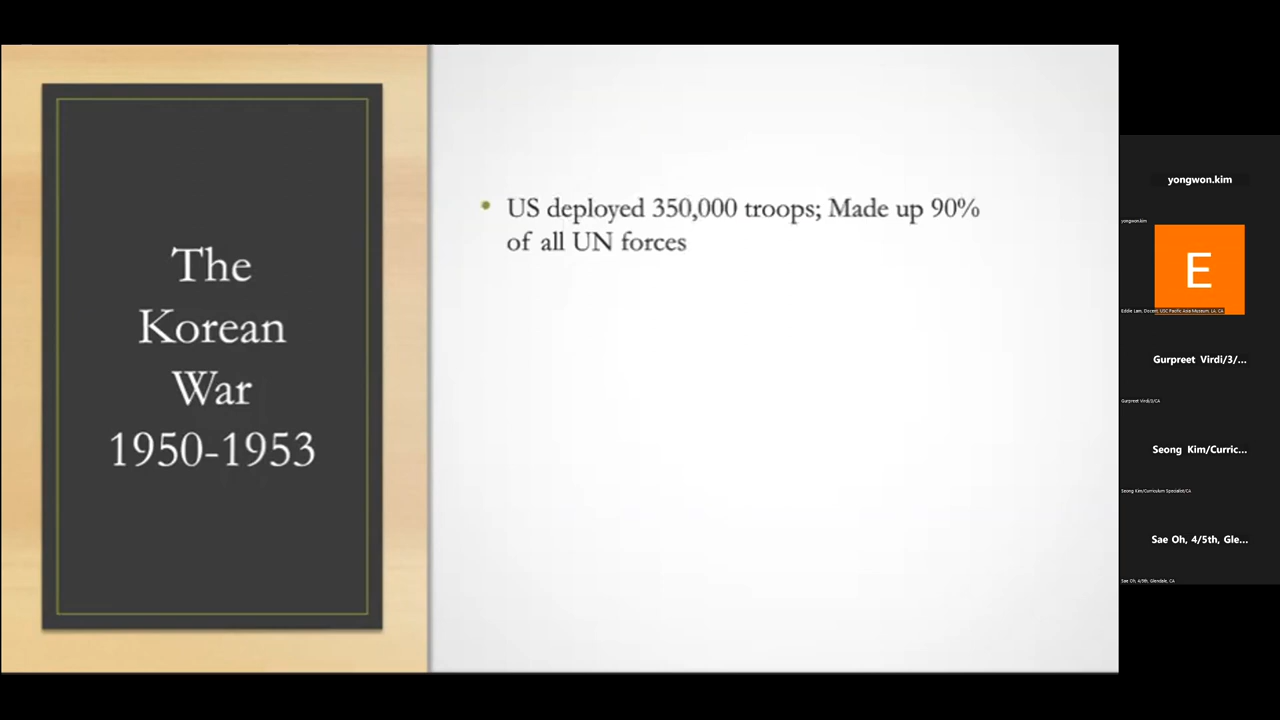 The
Korean
War
1950-1953
• US deployed 350,000 troops; Made up 90%
of all UN forces
yongwon.kim
yongwon.kim
E
Eddie Lam, Docent, USC Pacific Asia Museum, LA, CA
Gurpreet Virdi/3/...
Gurpreet Virdi/3/CA
Seong Kim/Curric...
Seong Kim/Curriculum Specialist/CA
Sae Oh, 4/5th, Gle...
Sae Oh, 4/5th, Glendale, CA